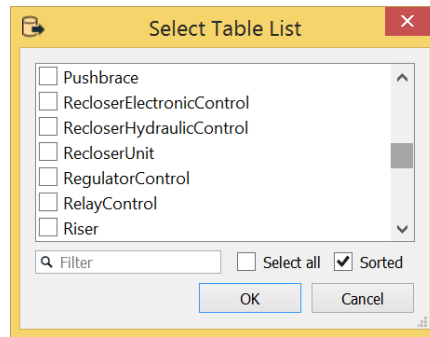 Select Table List
Pushbrace
RecloserElectronicControl
RecloserHydraulicControl
RecloserUnit
RegulatorControl
RelayControl
Riser
Filter
Select all
Sorted
OK
Cancel